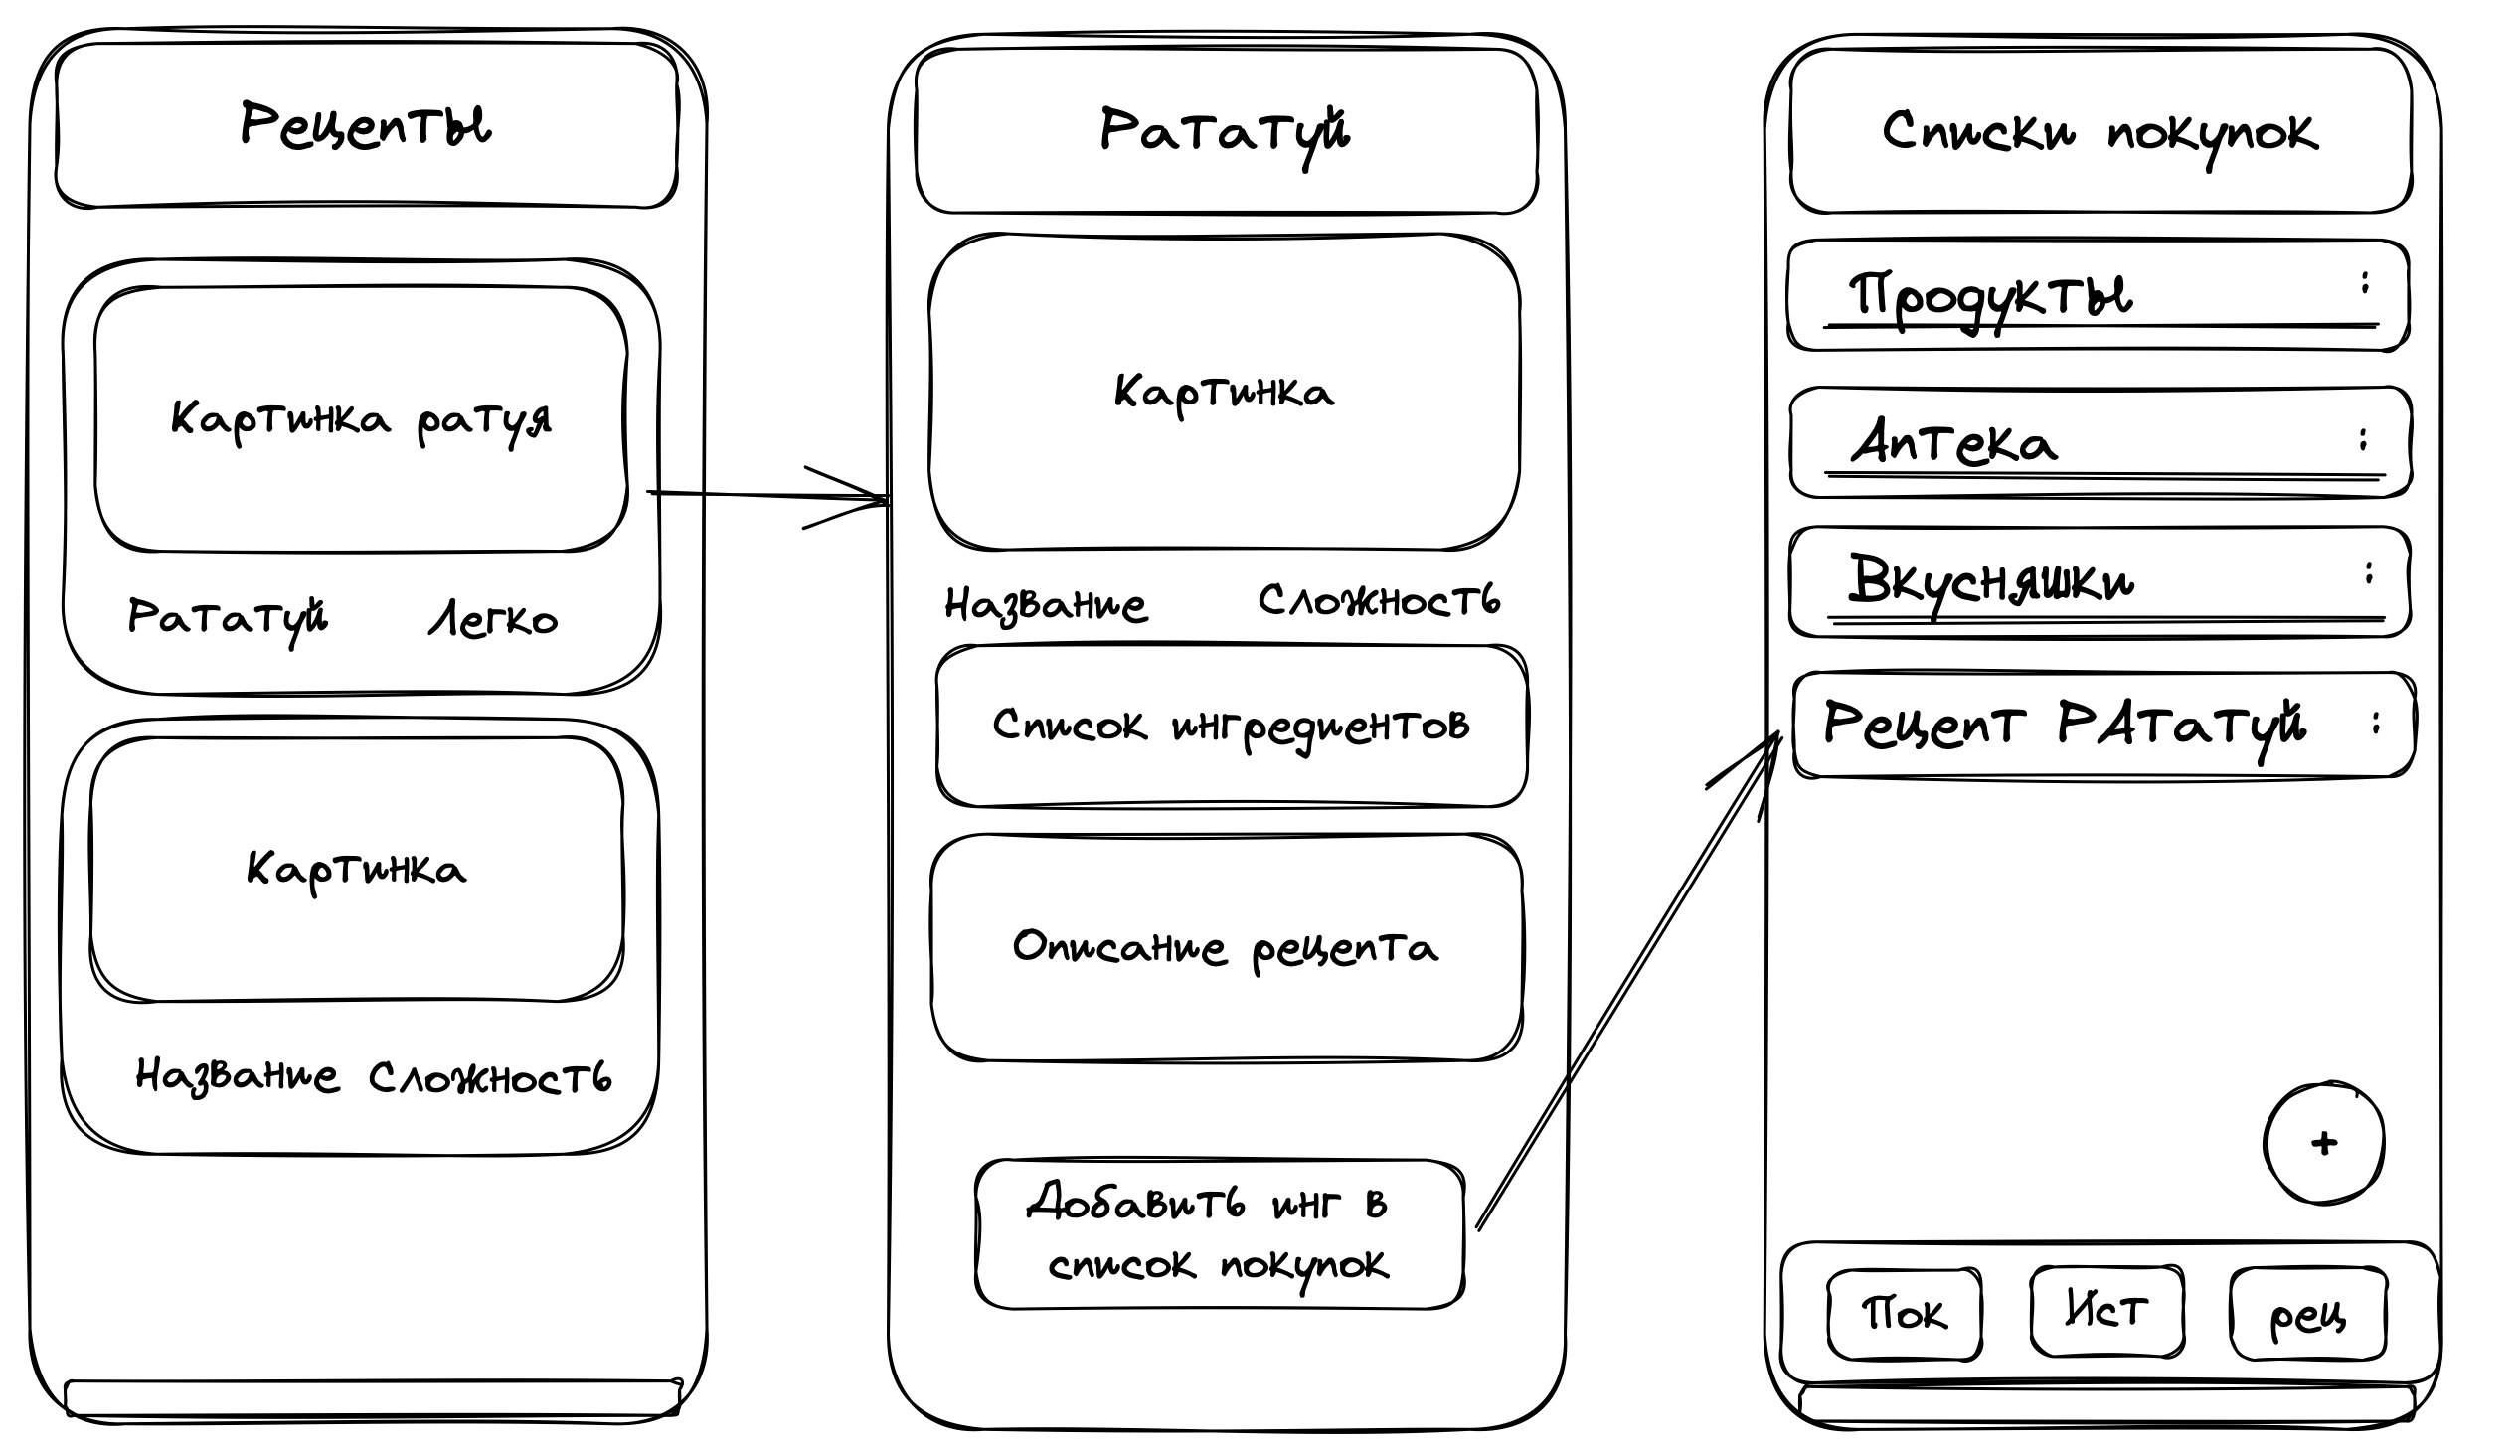 Рецепты
Картинка ратуя
Рататуй Легко
Картинка
Название Сложность
Рататуй
Картинка
Название Сложность
Список ингредиентов
Описание рецепта
Добавить инг в
список покупок
Списки покупок
Продукты
Аптека
Вкусняшки
Рецепт РАтатуй
+
Пок Ист рец